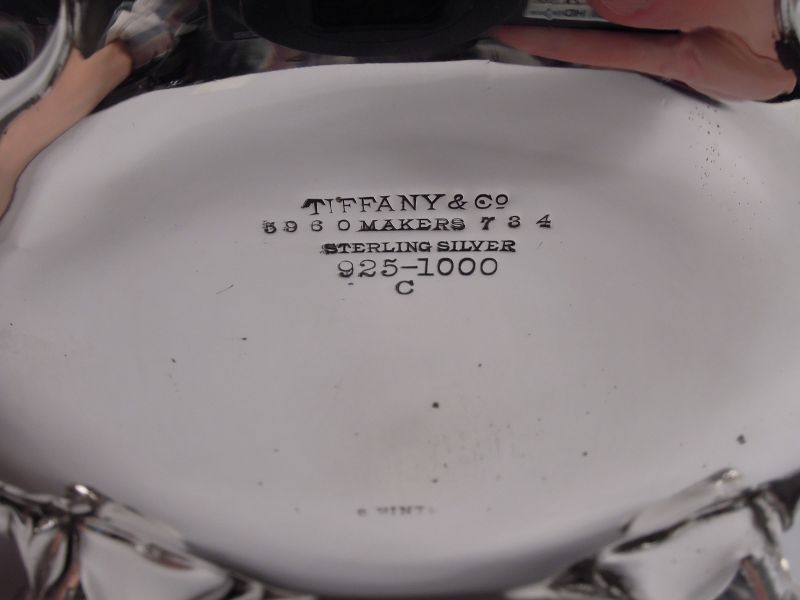 TIFFANY & Co
5960 MAKERS 734
STERLING SILVER
925-1000
C